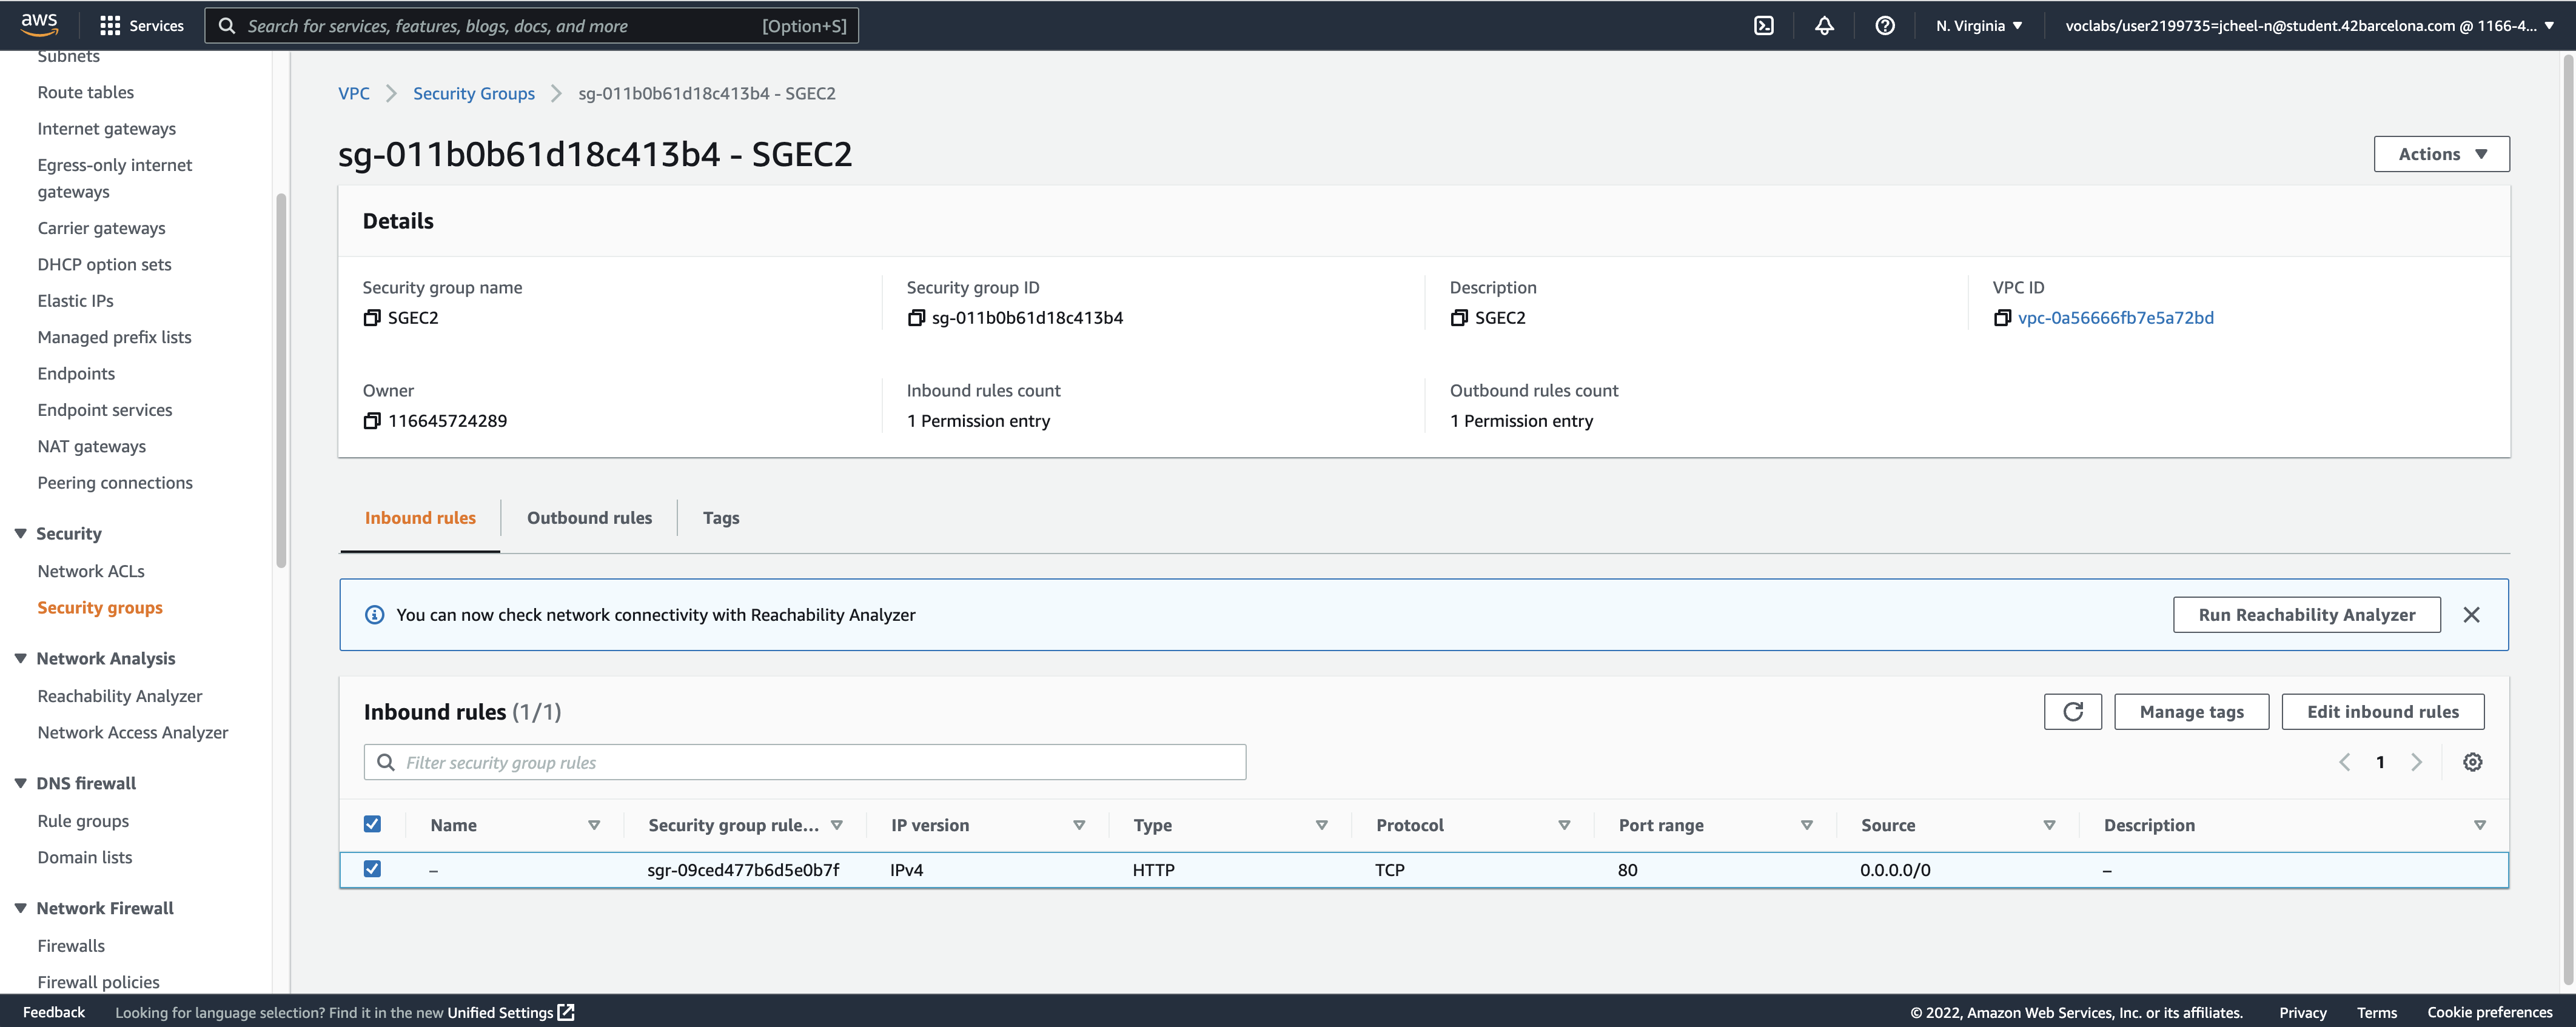 aws
Services
Search for services, features, blogs, docs, and more
[Option+S]
N. Virginia
voclabs/user2199735=jcheel-n@student.42barcelona.com @ 1166-4...
Subnets
Route tables
Internet gateways
Egress-only internet
gateways
Carrier gateways
DHCP option sets
Elastic IPs
Managed prefix lists
Endpoints
Endpoint services
NAT gateways
Peering connections
Security
Network ACLs
Security groups
Network Analysis
Reachability Analyzer
Network Access Analyzer
DNS firewall
Rule groups
Domain lists
Network Firewall
Firewalls
Firewall policies
VPC
Security Groups
sg-011b0b61d18c413b4 - SGEC2
sg-011b0b61d18c413b4 - SGEC2
Actions
Details
Security group name
SGEC2
Security group ID
sg-011b0b61d18c413b4
Description
SGEC2
VPC ID
vpc-0a56666fb7e5a72bd
Owner
116645724289
Inbound rules count
1 Permission entry
Outbound rules count
1 Permission entry
Inbound rules
Outbound rules
Tags
You can now check network connectivity with Reachability Analyzer
Run Reachability Analyzer
Inbound rules (1/1)
Manage tags
Edit inbound rules
Filter security group rules
1
Name
Security group rule...
IP version
Type
Protocol
Port range
Source
Description
–
sgr-09ced477b6d5e0b7f
IPv4
HTTP
TCP
80
0.0.0.0/0
–
Feedback
Looking for language selection? Find it in the new Unified Settings
© 2022, Amazon Web Services, Inc. or its affiliates.
Privacy
Terms
Cookie preferences